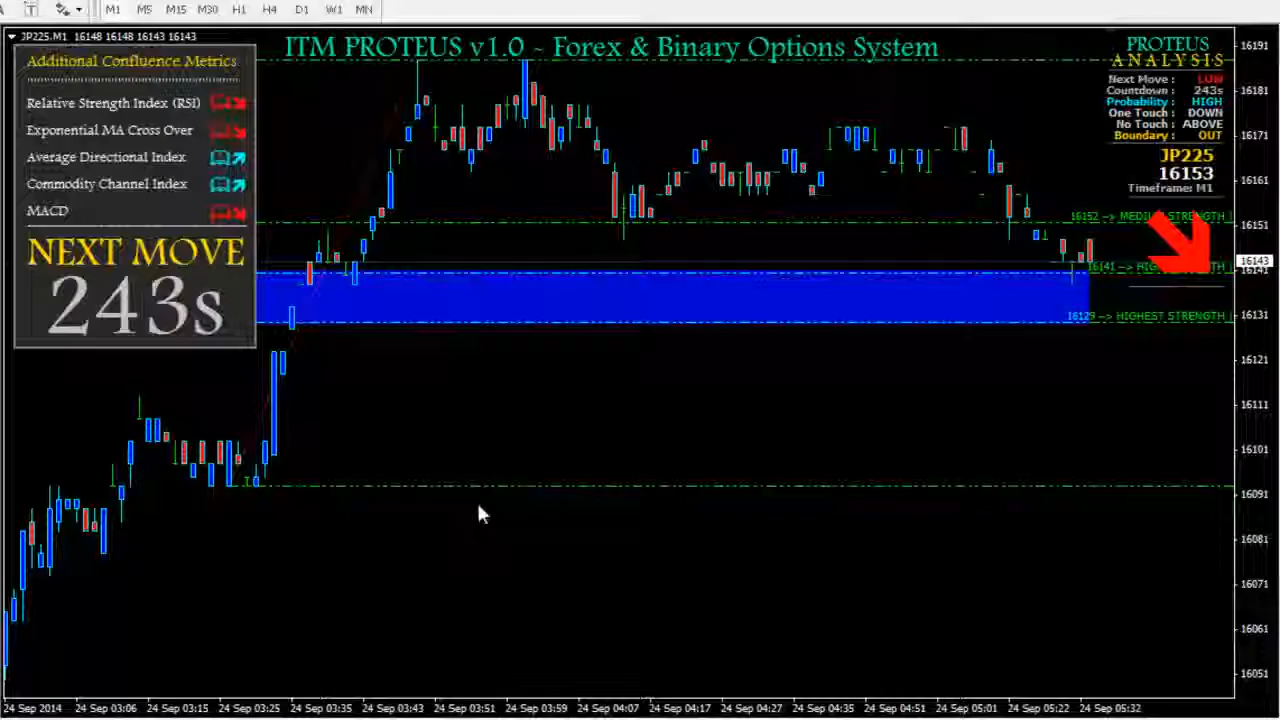 M1 M5 M15 M30 H1 H4 D1 W1 MN
JP225.M1 16148 16148 16143 16143
ITM PROTEUS v1.0 ~ Forex & Binary Options System
Additional Confluence Metrics
Relative Strength Index (RSI)
Exponential MA Cross Over
Average Directional Index
Commodity Channel Index
MACD
NEXT MOVE
243s
PROTEUS
ANALYSIS
Next Move : LOW
Countdown : 243s
Probability : HIGH
One Touch : DOWN
No Touch : ABOVE
Boundary : OUT
JP225
16153
Timeframe: M1
16152 --> MEDIUM STRENGTH
16141 --> HIGH STRENGTH
16129 --> HIGHEST STRENGTH
16191
16181
16171
16161
16151
16143
16141
16131
16121
16111
16101
16091
16081
16071
16061
16051
24 Sep 2014 24 Sep 03:06 24 Sep 03:15 24 Sep 03:25 24 Sep 03:35 24 Sep 03:43 24 Sep 03:51 24 Sep 03:59 24 Sep 04:07 24 Sep 04:17 24 Sep 04:27 24 Sep 04:35 24 Sep 04:51 24 Sep 05:01 24 Sep 05:22 24 Sep 05:32